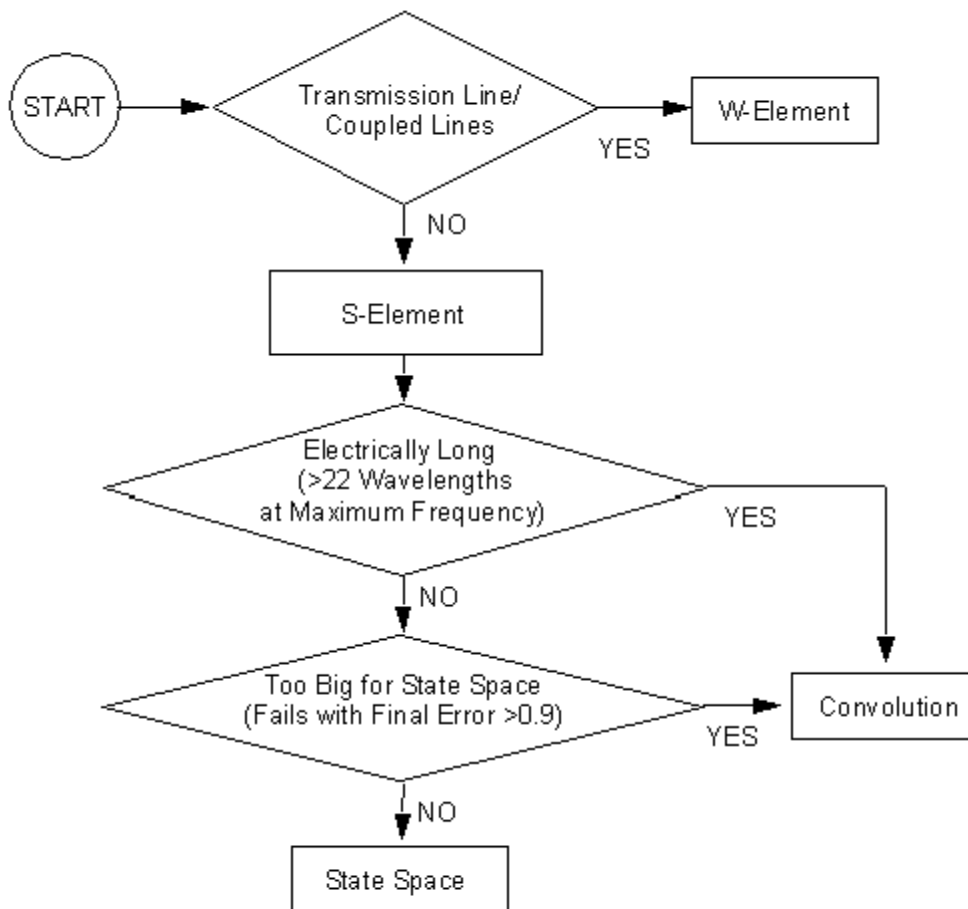 START
Transmission Line/
Coupled Lines
YES
W-Element
NO
S-Element
Electrically Long
(>22 Wavelengths
at Maximum Frequency)
YES
NO
Too Big for State Space
(Fails with Final Error >0.9)
YES
Convolution
NO
State Space